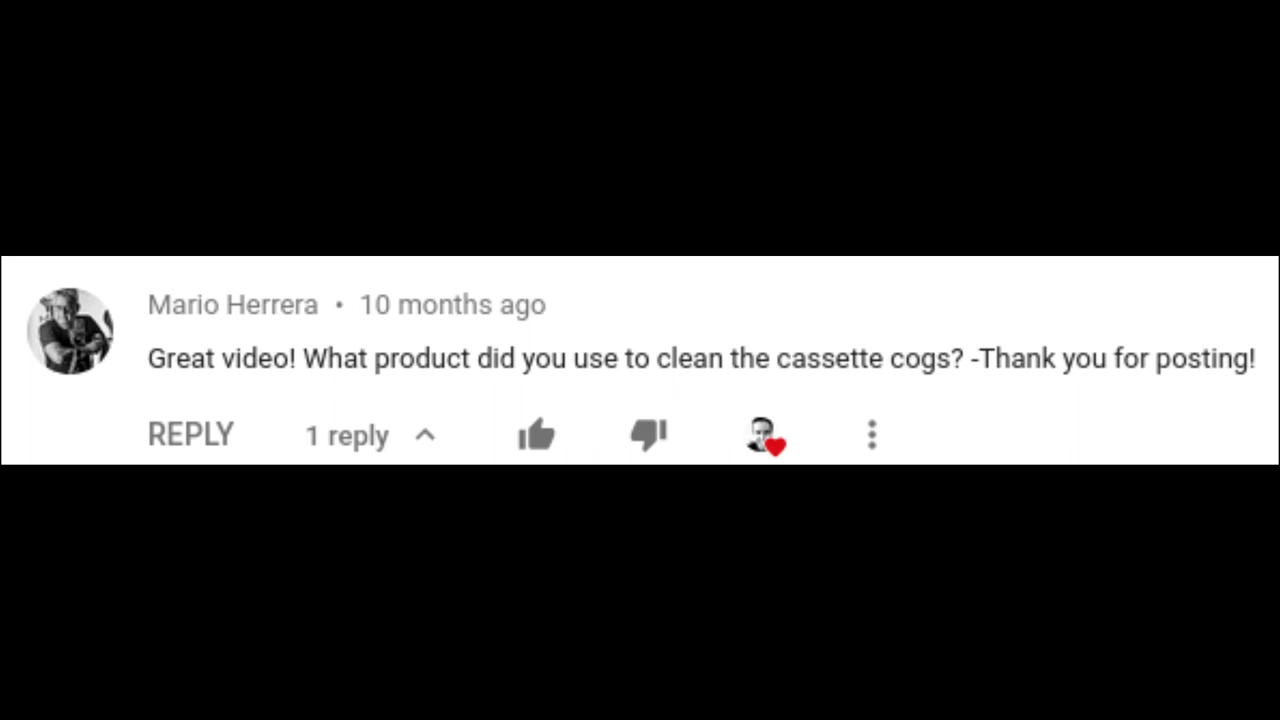 Mario Herrera • 10 months ago
Great video! What product did you use to clean the cassette cogs? -Thank you for posting!
REPLY 1 reply